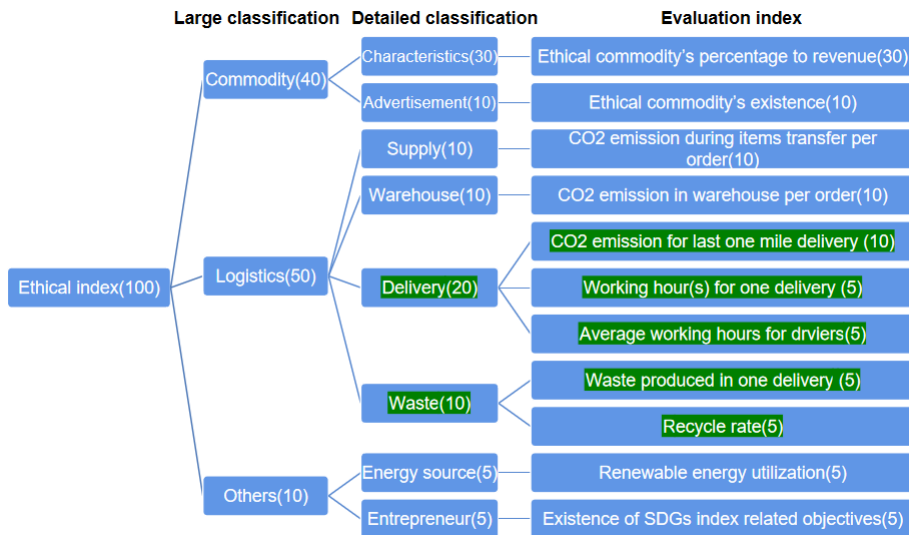 Large classification
Detailed classification
Evaluation index
Characteristics(30)
Ethical commodity's percentage to revenue(30)
Commodity(40)
Advertisement(10)
Ethical commodity's existence(10)
Supply(10)
CO2 emission during items transfer per
order(10)
Warehouse(10)
CO2 emission in warehouse per order(10)
CO2 emission for last one mile delivery (10)
Ethical index(100)
Logistics(50)
Delivery(20)
Working hour(s) for one delivery (5)
Average working hours for drviers(5)
Waste(10)
Waste produced in one delivery (5)
Recycle rate(5)
Energy source(5)
Renewable energy utilization(5)
Others(10)
Entrepreneur(5)
Existence of SDGs index related objectives(5)